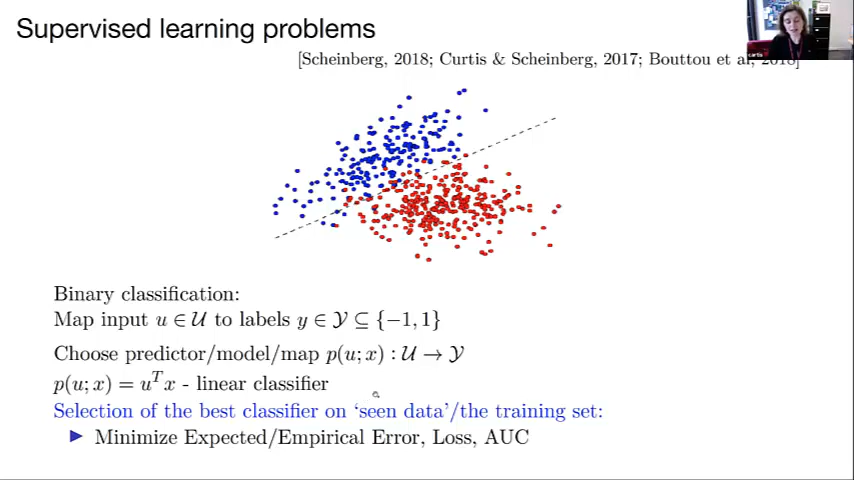 Supervised learning problems
[Scheinberg, 2018; Curtis & Scheinberg, 2017; Bouttou et al, 2018]
Binary classification:
Map input u ∈ 𝒰 to labels y ∈ 𝒴 ⊆ {−1, 1}
Choose predictor/model/map p(u; x) : 𝒰 → 𝒴
p(u; x) = uᵀx - linear classifier
Selection of the best classifier on ‘seen data’/the training set:
▶ Minimize Expected/Empirical Error, Loss, AUC